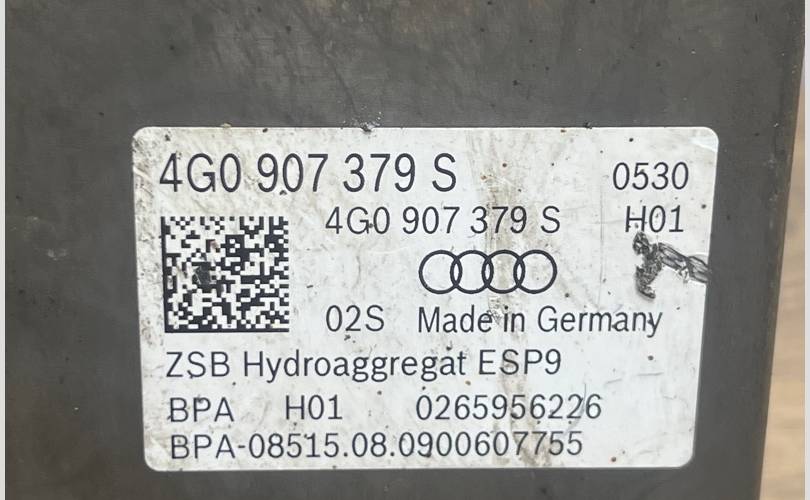 4G0 907 379 S 0530
4G0 907 379 S H01
02S Made in Germany
ZSB Hydroaggregat ESP9
BPA H01 0265956226
BPA-08515.08.0900607755